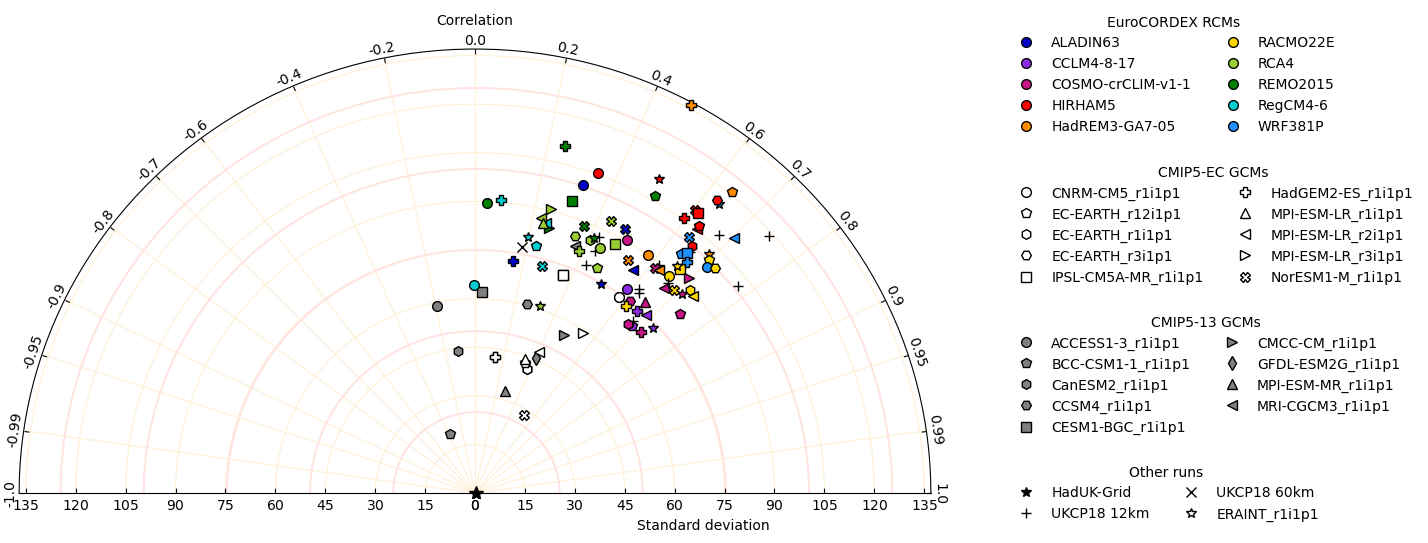 Correlation
-1.0
-0.99
-0.95
-0.9
-0.8
-0.7
-0.6
-0.4
-0.2
0.0
0.2
0.4
0.6
0.7
0.8
0.9
0.95
0.99
1.0
135 120 105 90 75 60 45 30 15 0 15 30 45 60 75 90 105 120 135
Standard deviation
EuroCORDEX RCMs
ALADIN63
CCLM4-8-17
COSMO-crCLIM-v1-1
HIRHAM5
HadREM3-GA7-05
RACMO22E
RCA4
REMO2015
RegCM4-6
WRF381P
CMIP5-EC GCMs
CNRM-CM5_r1i1p1
EC-EARTH_r12i1p1
EC-EARTH_r1i1p1
EC-EARTH_r3i1p1
IPSL-CM5A-MR_r1i1p1
HadGEM2-ES_r1i1p1
MPI-ESM-LR_r1i1p1
MPI-ESM-LR_r2i1p1
MPI-ESM-LR_r3i1p1
NorESM1-M_r1i1p1
CMIP5-13 GCMs
ACCESS1-3_r1i1p1
BCC-CSM1-1_r1i1p1
CanESM2_r1i1p1
CCSM4_r1i1p1
CESM1-BGC_r1i1p1
CMCC-CM_r1i1p1
GFDL-ESM2G_r1i1p1
MPI-ESM-MR_r1i1p1
MRI-CGCM3_r1i1p1
Other runs
HadUK-Grid
UKCP18 12km
UKCP18 60km
ERAINT_r1i1p1